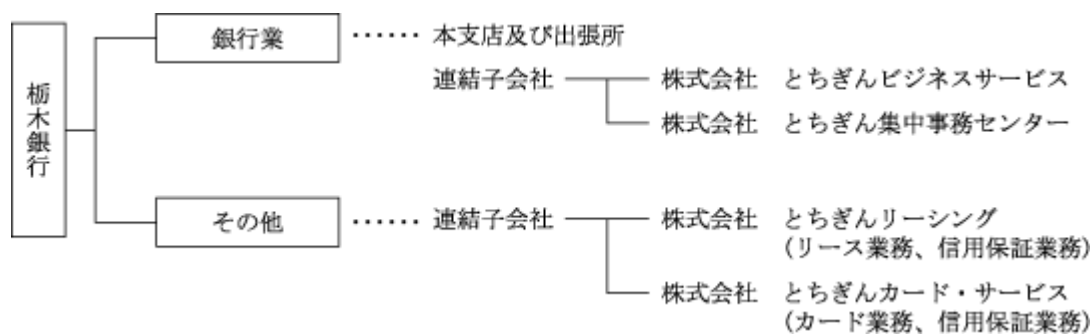 栃木銀行
銀行業 …… 本支店及び出張所
連結子会社 株式会社 とちぎんビジネスサービス
株式会社 とちぎん集中事務センター
その他 …… 連結子会社 株式会社 とちぎんリーシング
(リース業務、信用保証業務)
株式会社 とちぎんカード・サービス
(カード業務、信用保証業務)